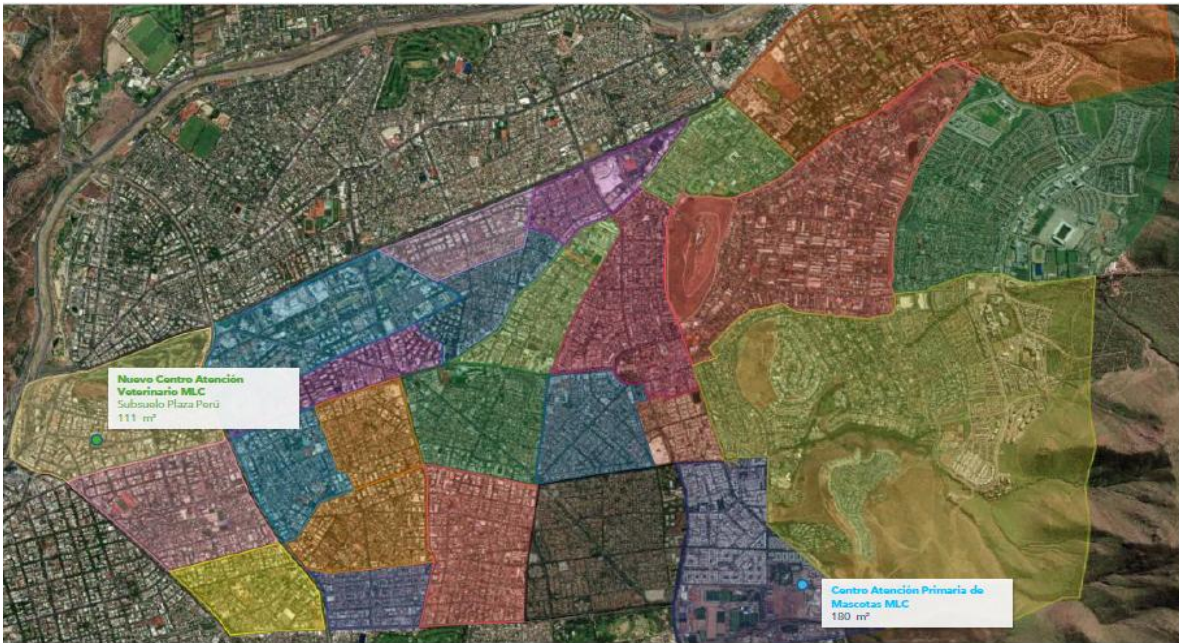 Nuevo Centro Atención
Veterinario MLC
Subsuelo Plaza Perú
111 m²
Centro Atención Primaria de
Mascotas MLC
180 m²